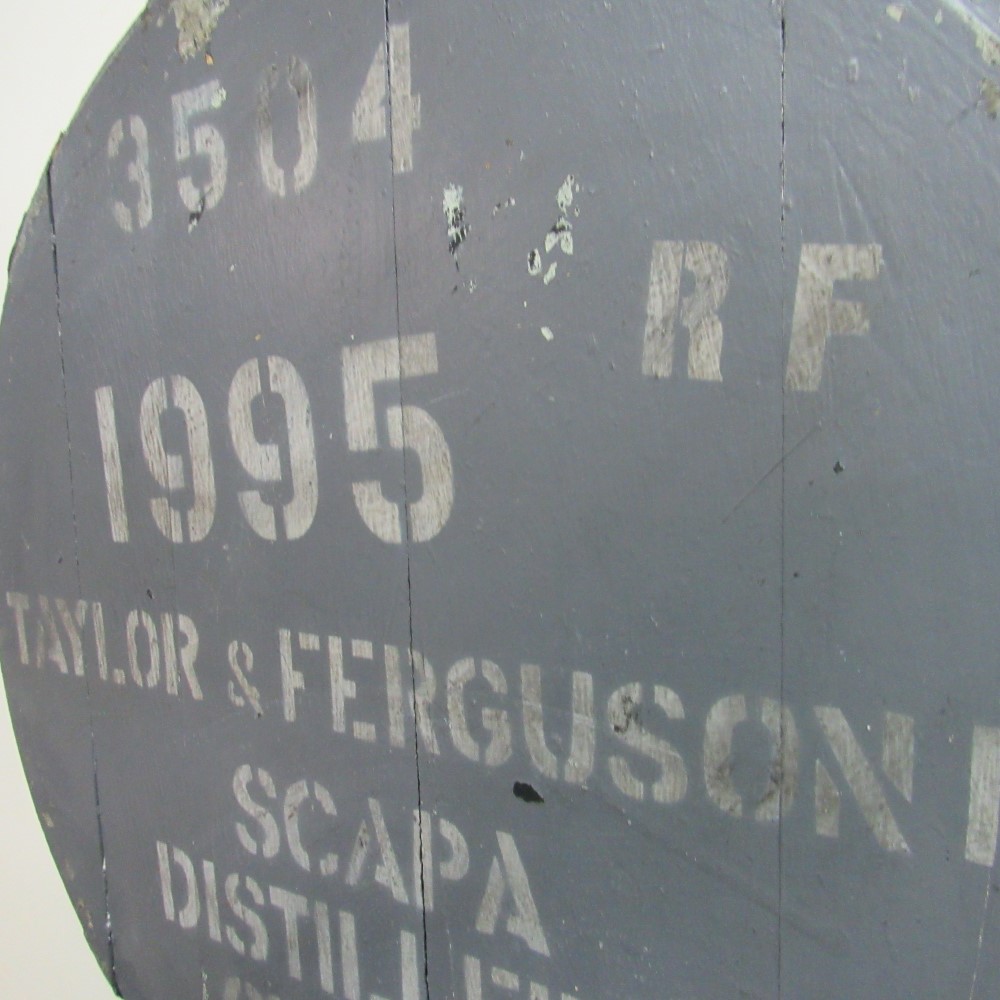 3504
RF
1995
TAYLOR & FERGUSON
SCAPA